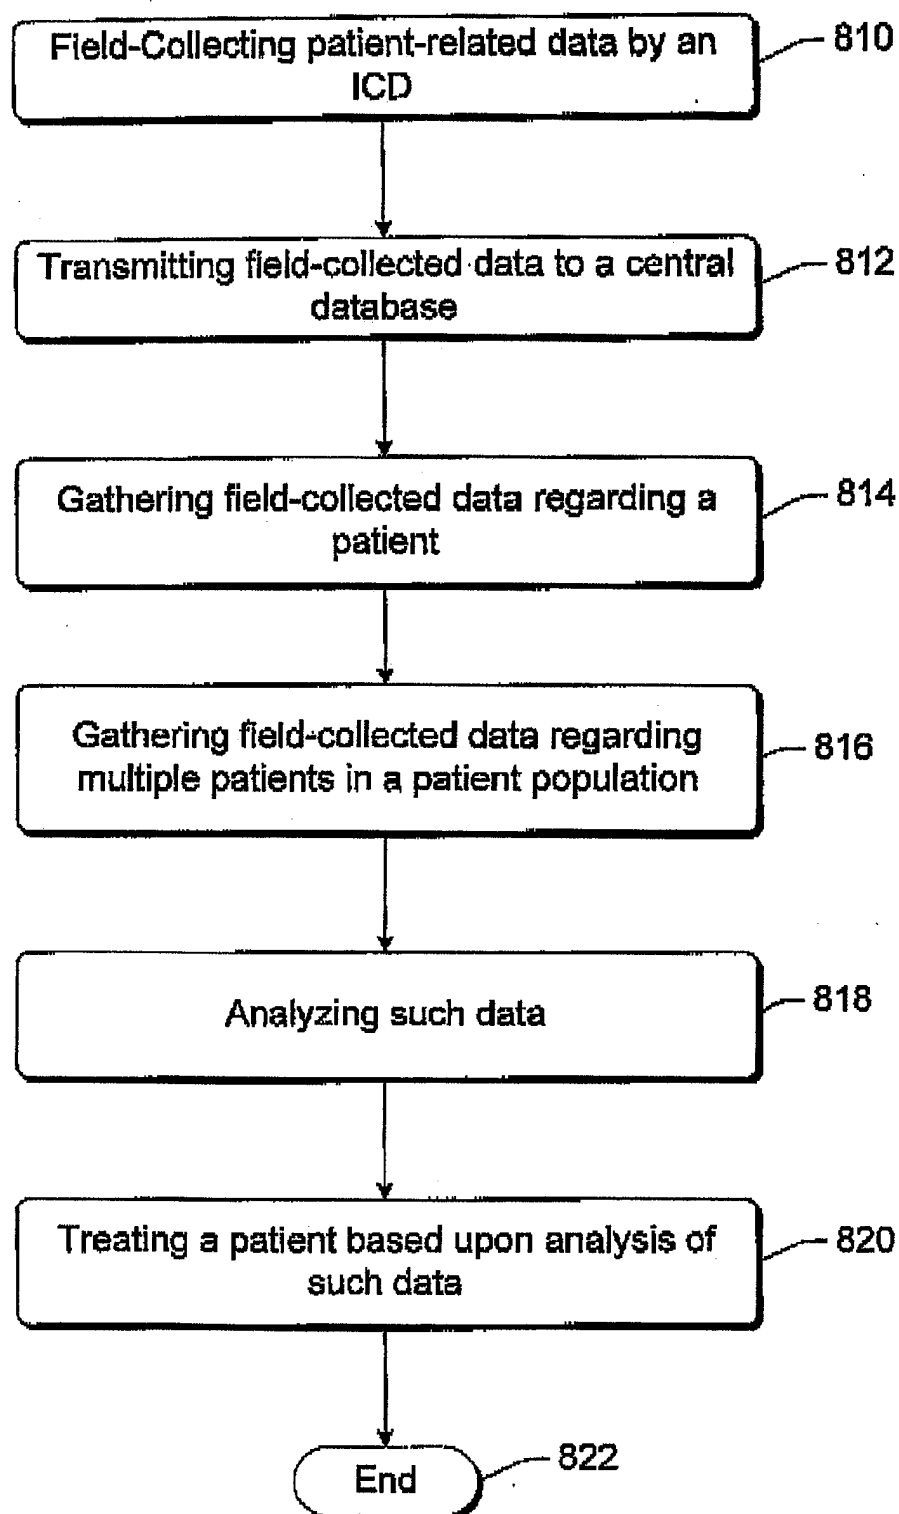 Field-Collecting patient-related data by an
ICD
810
Transmitting field-collected data to a central
database
812
Gathering field-collected data regarding a
patient
814
Gathering field-collected data regarding
multiple patients in a patient population
816
Analyzing such data
818
Treating a patient based upon analysis of
such data
820
End
822